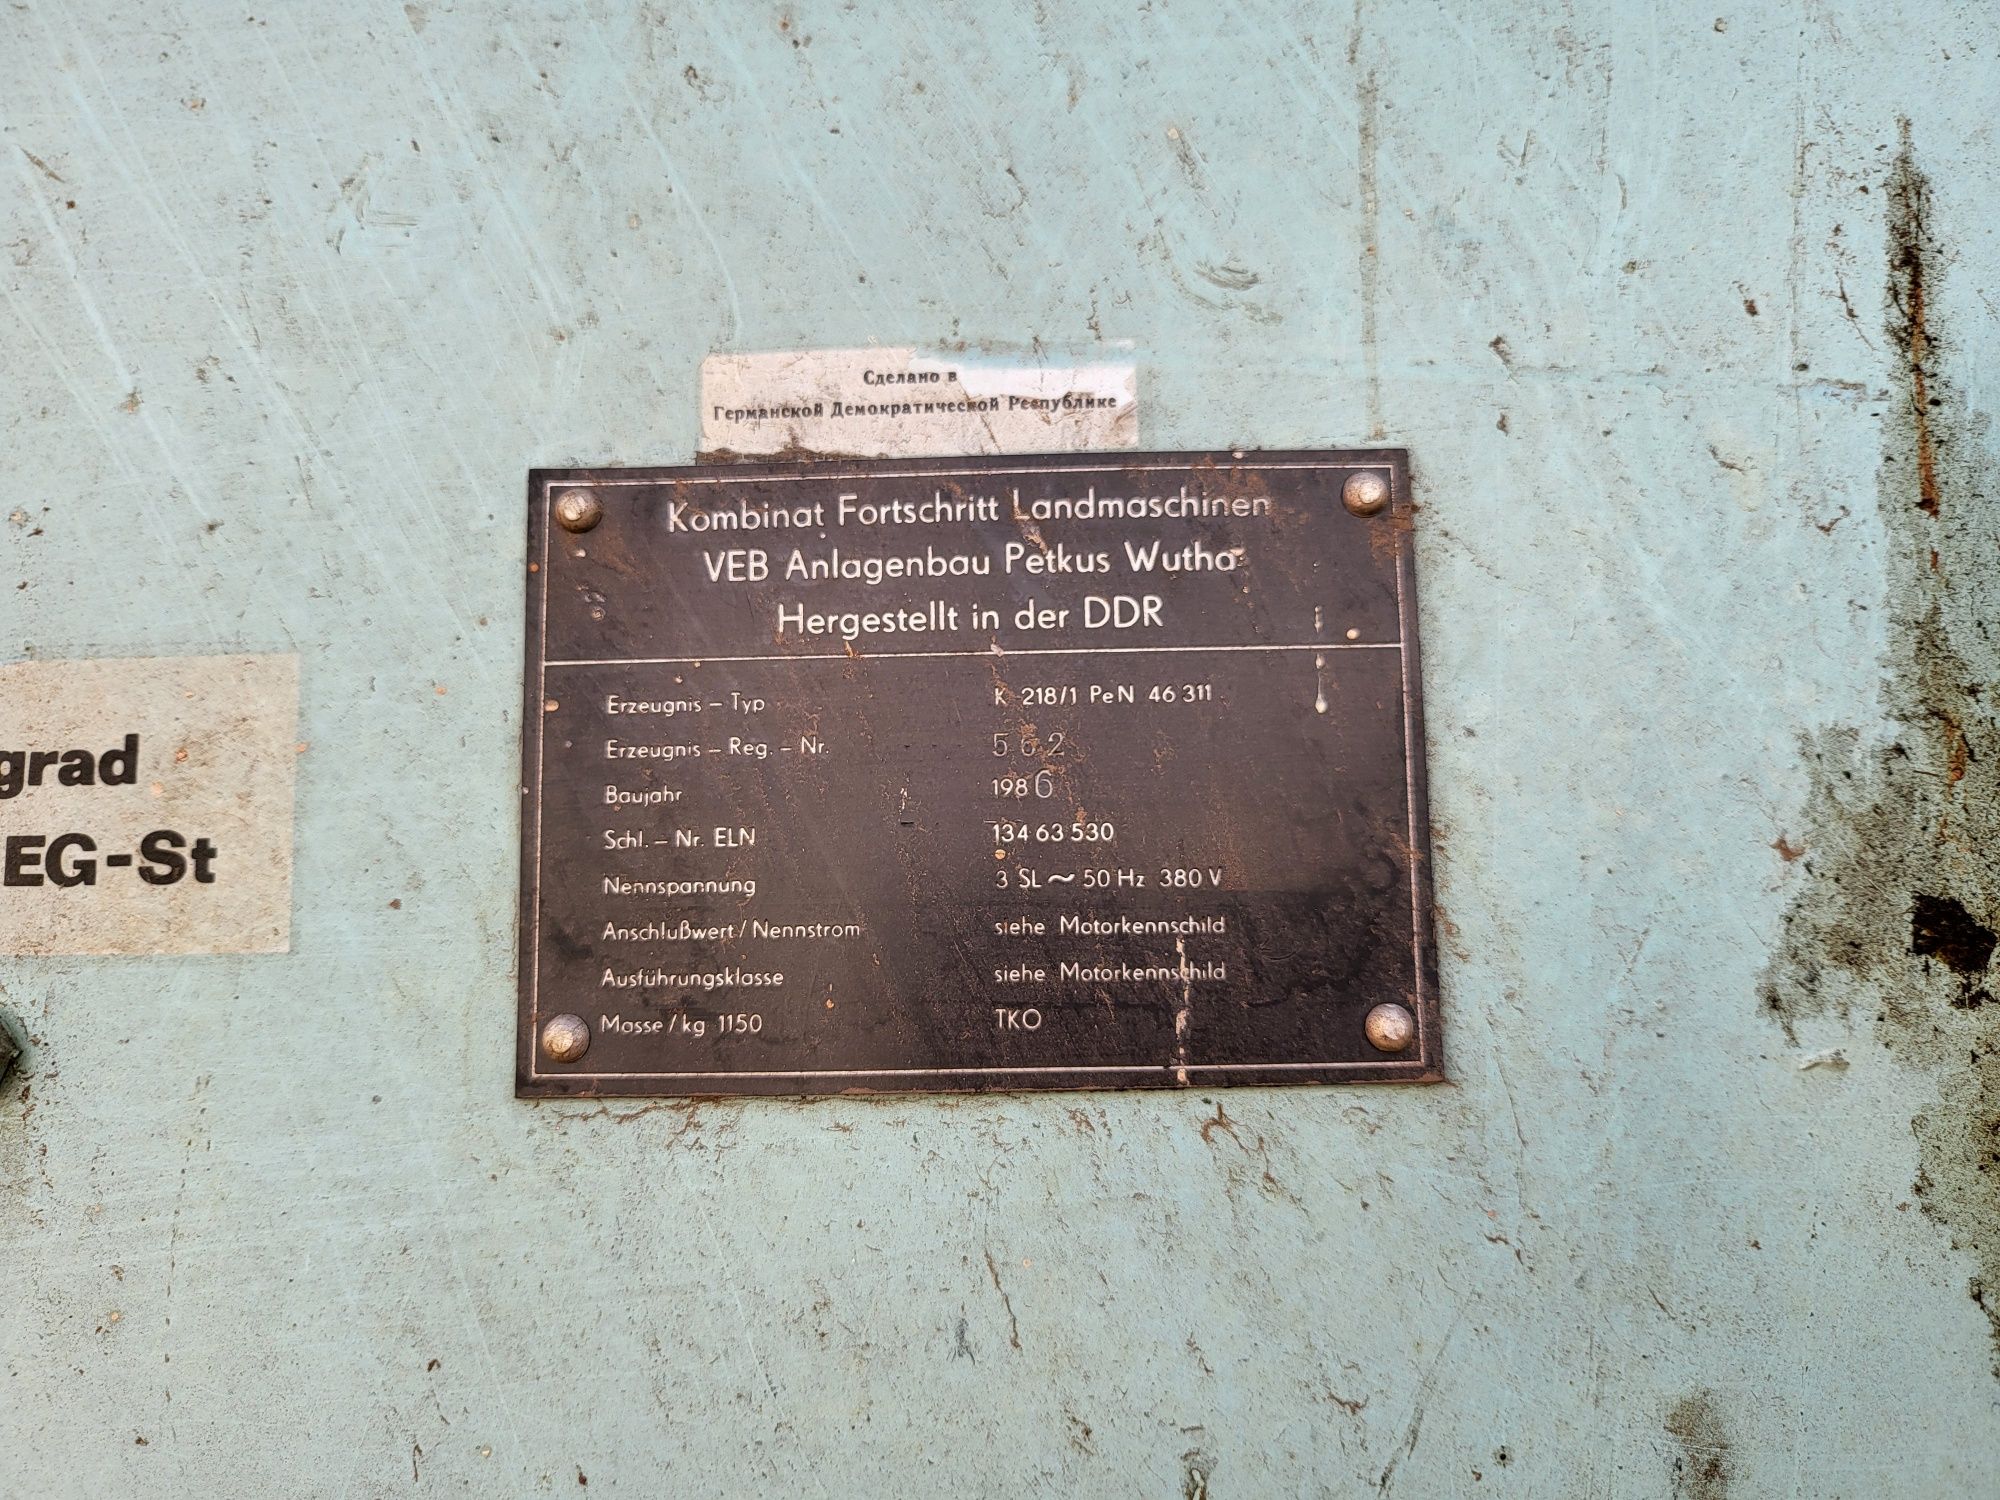 Сделано в
Германской Демократической Республике
Kombinat Fortschritt Landmaschinen
VEB Anlagenbau Petkus Wutha
Hergestellt in der DDR
Erzeugnis – Typ K 218/1 PeN 46 311
Erzeugnis – Reg. – Nr. 562
Baujahr 1986
Schl. – Nr. ELN 134 63 530
Nennspannung 3 SL ~ 50 Hz 380 V
Anschlußwert / Nennstrom siehe Motorkennschild
Ausführungsklasse siehe Motorkennschild
Masse / kg 1150 TKO
grad
EG-St